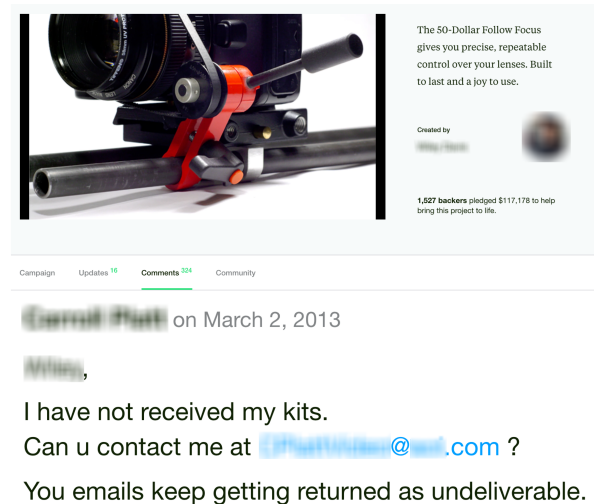 The 50-Dollar Follow Focus
gives you precise, repeatable
control over your lenses. Built
to last and a joy to use.
Created by
1,527 backers pledged $117,178 to help
bring this project to life.
Campaign Updates 16 Comments 324 Community
on March 2, 2013
,
I have not received my kits.
Can u contact me at @ .com ?
You emails keep getting returned as undeliverable.